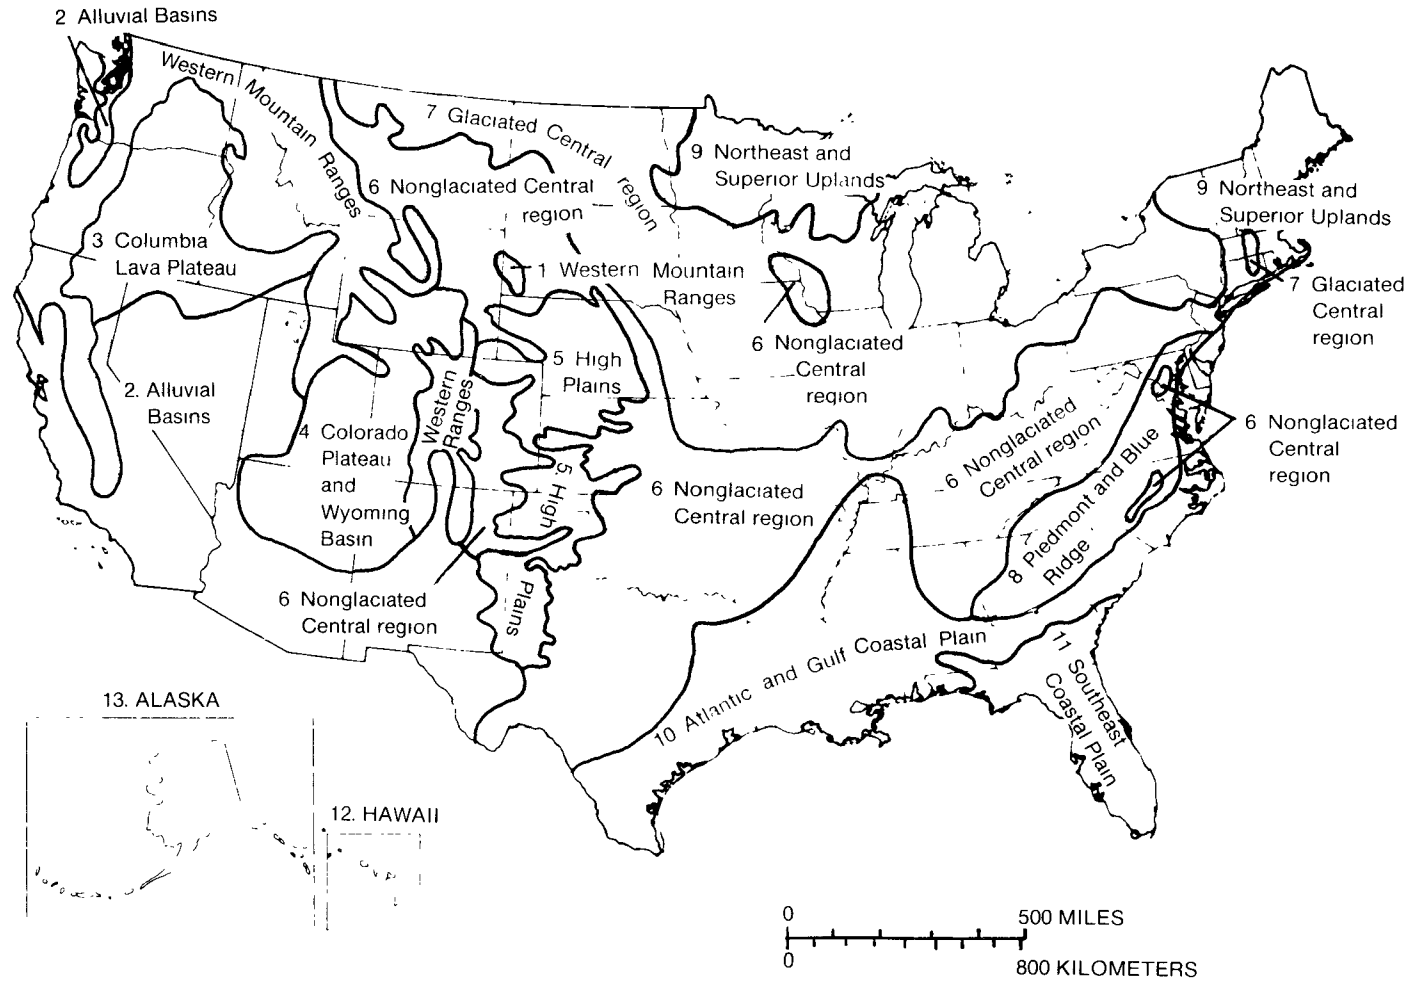 2 Alluvial Basins
Western Mountain Ranges
7 Glaciated Central region
9 Northeast and
Superior Uplands
6 Nonglaciated Central
region
9 Northeast and
Superior Uplands
3 Columbia
Lava Plateau
1 Western Mountain
Ranges
7 Glaciated
Central
region
6 Nonglaciated
Central
region
5 High
Plains
2. Alluvial
Basins
Western
Ranges
4 Colorado
Plateau
and
Wyoming
Basin
6 Nonglaciated
Central region
6 Nonglaciated
Central
region
5. High
Plains
6 Nonglaciated
Central region
8 Piedmont and Blue
Ridge
6 Nonglaciated
Central region
10 Atlantic and Gulf Coastal Plain
11 Southeast
Coastal Plain
13. ALASKA
12. HAWAII
0 500 MILES
0 800 KILOMETERS